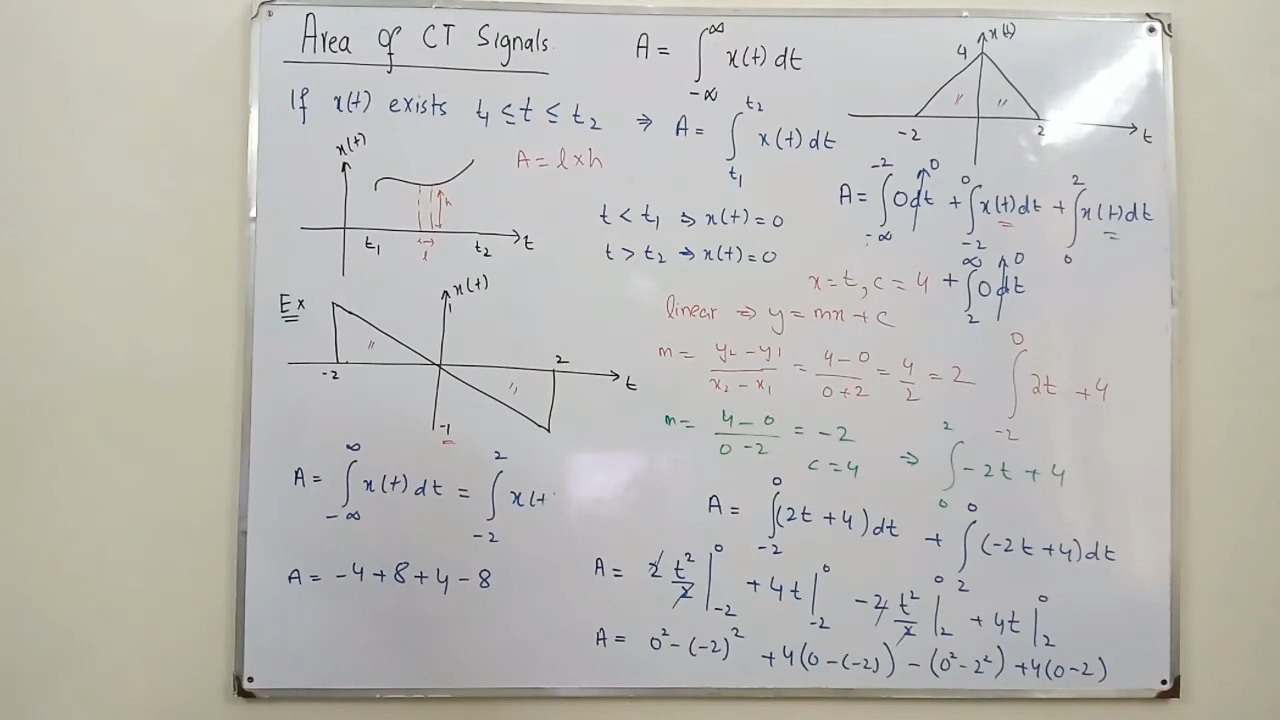 Area of CT Signals
A = ∫_{-∞}^{∞} x(t) dt
If x(t) exists t₁ ≤ t ≤ t₂ ⇒ A = ∫_{t₁}^{t₂} x(t) dt
x(t)
A = l × h
h
t₁ l t₂ t
t < t₁ ⇒ x(t) = 0
t > t₂ ⇒ x(t) = 0
x(t)
4
-2 2 t
A = ∫_{-∞}^{-2} 0 dt 0 + ∫_{-2}^{0} x(t) dt + ∫_{0}^{2} x(t) dt
+ ∫_{2}^{∞} 0 dt 0
x = t, c = 4
linear ⇒ y = mx + c
m = (y₂ - y₁)/(x₂ - x₁) = (4 - 0)/(0 + 2) = 4/2 = 2 ∫_{-2}^{0} 2t + 4
m = (4 - 0)/(0 - 2) = -2
c = 4 ⇒ ∫_{0}^{2} -2t + 4
A = ∫_{-2}^{0} (2t + 4) dt + ∫_{2}^{0} (-2t + 4) dt
A = 2 t²/2 |_{-2}^{0} + 4t |_{-2}^{0} - 2 t²/2 |_{2}^{0} + 4t |_{2}^{0}
A = 0² - (-2)² + 4(0 - (-2)) - (0² - 2²) + 4(0 - 2)
Ex
x(t)
1
-2 2 t
-1
A = ∫_{-∞}^{∞} x(t) dt = ∫_{-2}^{2} x(t
A = -4 + 8 + 4 - 8